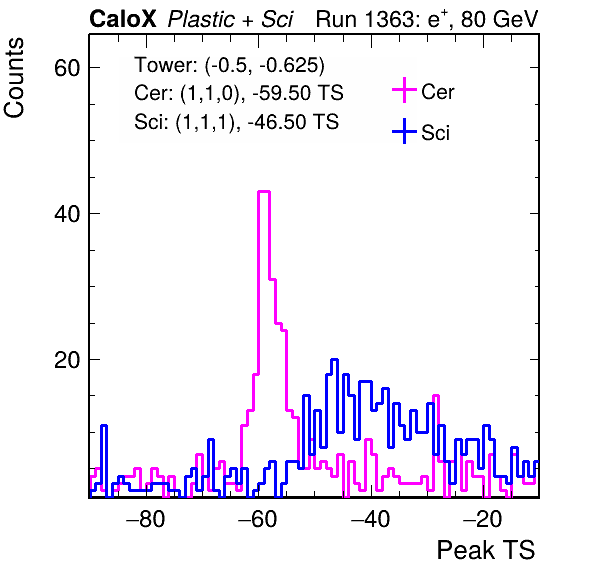 CaloX Plastic + Sci Run 1363: e+, 80 GeV
Counts
60
40
20
Tower: (-0.5, -0.625)
Cer: (1,1,0), -59.50 TS
Sci: (1,1,1), -46.50 TS
Cer
Sci
−80 −60 −40 −20
Peak TS